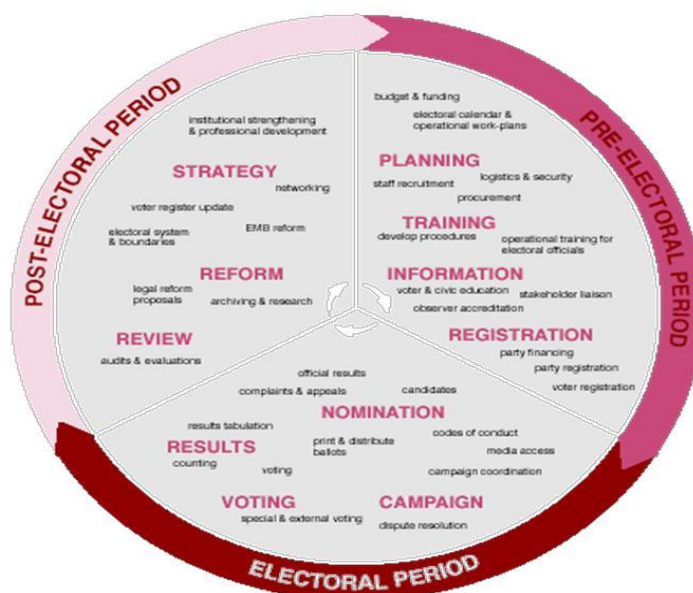 POST-ELECTORAL PERIOD
institutional strengthening
& professional development
STRATEGY
networking
voter register update
electoral system
& boundaries
EMB reform
REFORM
legal reform
proposals
archiving & research
REVIEW
audits & evaluations
PRE-ELECTORAL PERIOD
budget & funding
electoral calendar &
operational work-plans
PLANNING
logistics & security
staff recruitment
procurement
TRAINING
develop procedures
operational training for
electoral officials
INFORMATION
voter & civic education
stakeholder liaison
observer accreditation
REGISTRATION
party financing
party registration
voter registration
official results
complaints & appeals
candidates
NOMINATION
results tabulation
codes of conduct
RESULTS
print & distribute
ballots
media access
counting
voting
campaign coordination
VOTING
CAMPAIGN
special & external voting
dispute resolution
ELECTORAL PERIOD